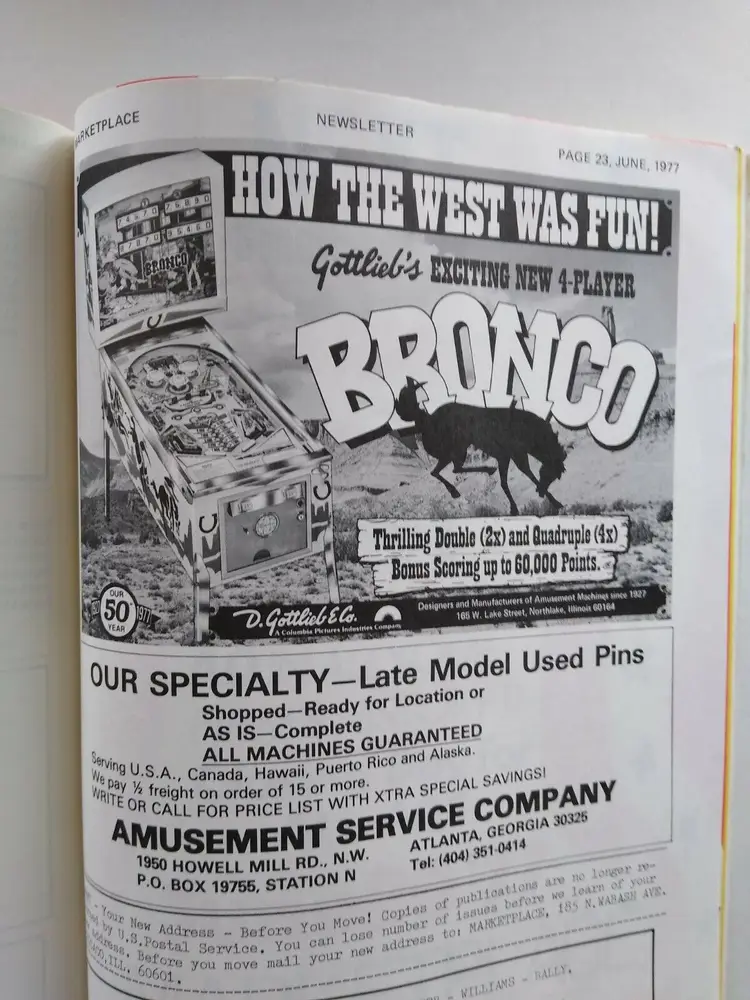 MARKETPLACE NEWSLETTER PAGE 23, JUNE, 1977
HOW THE WEST WAS FUN!
Gottlieb's EXCITING NEW 4-PLAYER
BRONCO
BRONCO
Thrilling Double (2x) and Quadruple (4x)
Bonus Scoring up to 60,000 Points.
OUR
50
YEAR
D. Gottlieb & Co.
A Columbia Pictures Industries Company
Designers and Manufacturers of Amusement Machines since 1927
165 W. Lake Street, Northlake, Illinois 60164
OUR SPECIALTY—Late Model Used Pins
Shopped—Ready for Location or
AS IS—Complete
ALL MACHINES GUARANTEED
Serving U.S.A., Canada, Hawaii, Puerto Rico and Alaska.
We pay ½ freight on order of 15 or more.
WRITE OR CALL FOR PRICE LIST WITH XTRA SPECIAL SAVINGS!
AMUSEMENT SERVICE COMPANY
1950 HOWELL MILL RD., N.W. ATLANTA, GEORGIA 30325
P.O. BOX 19755, STATION N Tel: (404) 351-0414
- Your New Address - Before You Move! Copies of publications are no longer re-
by U.S.Postal Service. You can lose number of issues before we learn of your
address. Before you move mail your new address to: MARKETPLACE, 185 N.WABASH AVE.
ILL. 60601.
- WILLIAMS - BALLY.